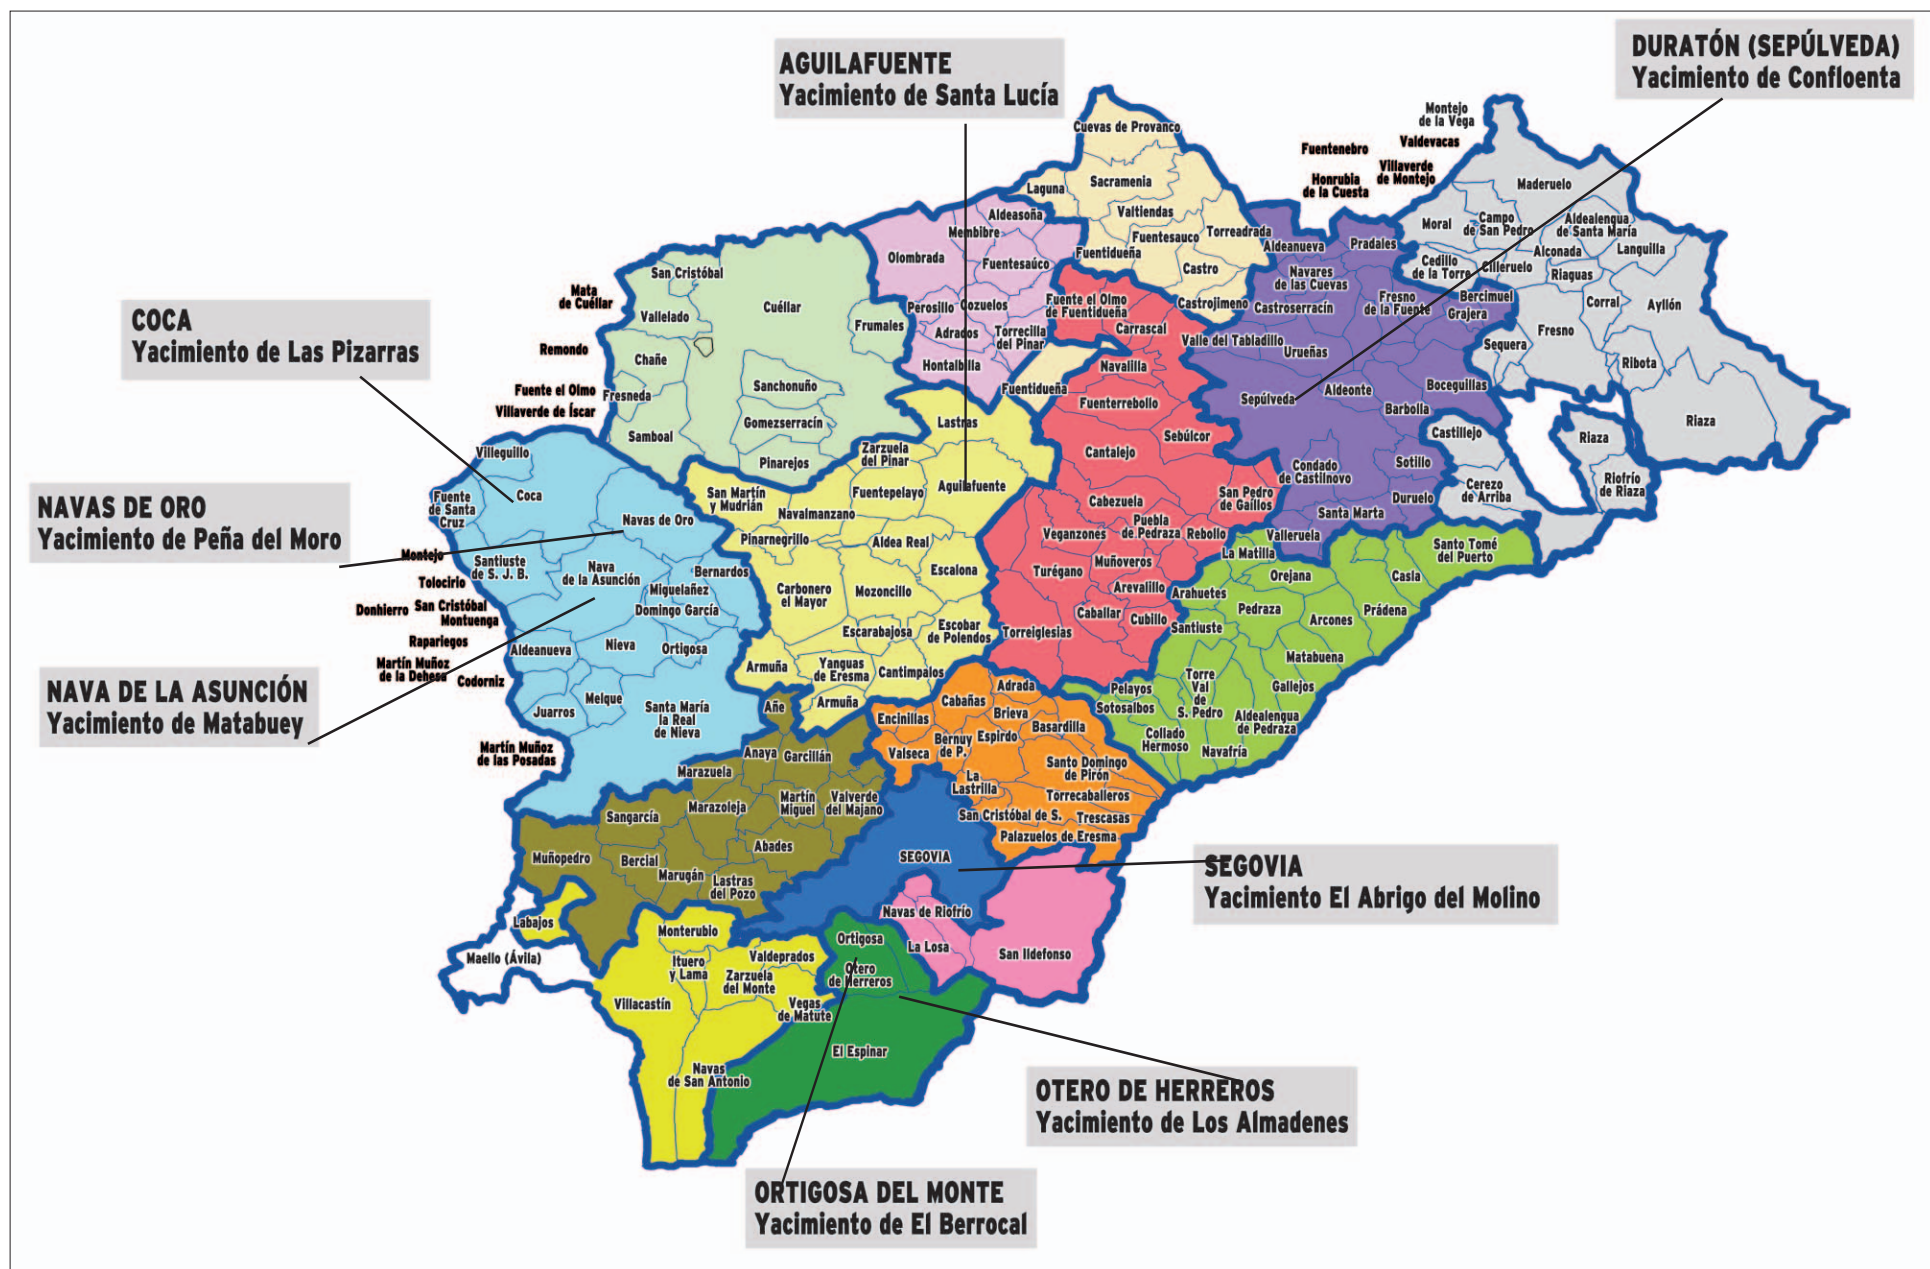 AGUILAFUENTE
Yacimiento de Santa Lucía
DURATÓN (SEPÚLVEDA)
Yacimiento de Confloenta
COCA
Yacimiento de Las Pizarras
NAVAS DE ORO
Yacimiento de Peña del Moro
NAVA DE LA ASUNCIÓN
Yacimiento de Matabuey
SEGOVIA
Yacimiento El Abrigo del Molino
OTERO DE HERREROS
Yacimiento de Los Almadenes
ORTIGOSA DEL MONTE
Yacimiento de El Berrocal
Montejo
de la Vega
Valdevacas
Fuentenebro
Villaverde
de Montejo
Honrubia
de la Cuesta
Cuevas de Provanco
Sacramenia
Laguna
Valtiendas
Fuentesauco
Torreadrada
Fuentidueña
Castro
Castrojimeno
Aldeasoña
Membibre
Olombrada
Fuentesaúco
Perosillo
Cozuelos
Adrados
Torrecilla
del Pinar
Hontalbilla
Fuentidueña
San Cristóbal
Cuéllar
Mata
de Cuéllar
Vallelado
Frumales
Remondo
Chañe
Sanchonuño
Fuente el Olmo
Fresneda
Villaverde de Íscar
Gomezserracín
Samboal
Pinarejos
Maderuelo
Moral
Campo
de San Pedro
Aldealengua
de Santa María
Languilla
Alconada
Cedillo
de la Torre
Cilleruelo
Riaguas
Corral
Ayllón
Fresno
Sequera
Ribota
Riaza
Castillejo
Riaza
Cerezo
de Arriba
Riofrío
de Riaza
Aldeanueva
Pradales
Navares
de las Cuevas
Castroserracín
Fresno
de la Fuente
Bercimuel
Grajera
Valle del Tabladillo
Urueñas
Sepúlveda
Aldeonte
Boceguillas
Barbolla
Condado
de Castilnovo
Sotillo
Duruelo
Santa Marta
Valleruela
Fuente el Olmo
de Fuentidueña
Carrascal
Navalilla
Fuenterrebollo
Sebúlcor
Cantalejo
Cabezuela
San Pedro
de Gaíllos
Puebla
de Pedraza
Veganzones
Rebollo
Muñoveros
Turégano
Arevalillo
Caballar
Cubillo
Torreiglesias
Lastras
Zarzuela
del Pinar
Aguilafuente
Fuentepelayo
San Martín
y Mudrián
Navalmanzano
Pinarnegrillo
Aldea Real
Escalona
Carbonero
el Mayor
Mozoncillo
Escarabajosa
Escobar
de Polendos
Armuña
Yanguas
de Eresma
Cantimpalos
Armuña
Villeguillo
Coca
Fuente
de Santa
Cruz
Navas de Oro
Montejo
Santiuste
de S. J. B.
Nava
de la Asunción
Bernardos
Tolocirio
Migueláñez
Donhierro
San Cristóbal
Montuenga
Domingo García
Rapariegos
Aldeanueva
Nieva
Ortigosa
Martín Muñoz
de la Dehesa
Codorniz
Melque
Juarros
Santa María
la Real
de Nieva
Martín Muñoz
de las Posadas
La Matilla
Santo Tomé
del Puerto
Orejana
Casla
Arahuetes
Pedraza
Prádena
Arcones
Santiuste
Matabuena
Pelayos
Torre
Val
de
S. Pedro
Gallejos
Sotosalbos
Aldealengua
de Pedraza
Collado
Hermoso
Navafría
Adrada
Cabañas
Encinillas
Brieva
Basardilla
Bernuy
de P.
Espirdo
Valseca
Santo Domingo
de Pirón
La
Lastrilla
Torrecaballeros
San Cristóbal de S.
Trescasas
Palazuelos de Eresma
Añe
Anaya
Garcillán
Marazuela
Martín
Miguel
Valverde
del Majano
Marazoleja
Sangarcía
Abades
Muñopedro
Bercial
Marugán
Lastras
del Pozo
SEGOVIA
Navas de Riofrío
La Losa
San Ildefonso
Labajos
Maello (Ávila)
Monterubio
Ituero
y Lama
Valdeprados
Zarzuela
del Monte
Villacastín
Vegas
de Matute
Navas
de San Antonio
Ortigosa
Otero
de Herreros
El Espinar